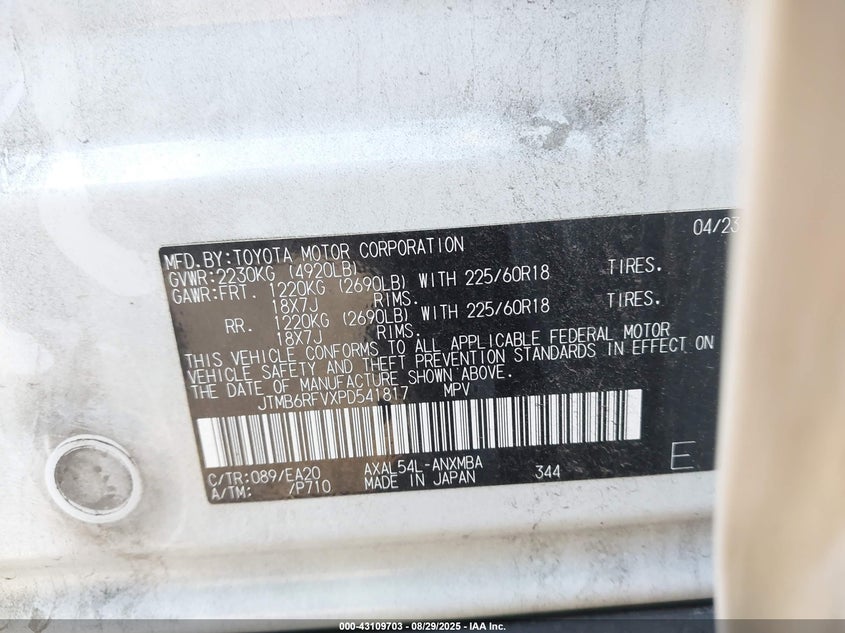 04/23
MFD.BY:TOYOTA MOTOR CORPORATION
GVWR:2230KG (4920LB)
GAWR:FRT. 1220KG (2690LB) WITH 225/60R18 TIRES.
18X7J RIMS.
RR. 1220KG (2690LB) WITH 225/60R18 TIRES.
18X7J RIMS.
THIS VEHICLE CONFORMS TO ALL APPLICABLE FEDERAL MOTOR
VEHICLE SAFETY AND THEFT PREVENTION STANDARDS IN EFFECT ON
THE DATE OF MANUFACTURE SHOWN ABOVE.
JTMB6RFVXPD541817 MPV
C/TR:089/EA20 AXAL54L-ANXMBA 344 E
A/TM: /P710 MADE IN JAPAN
000-43109703 - 08/29/2025 - IAA Inc.